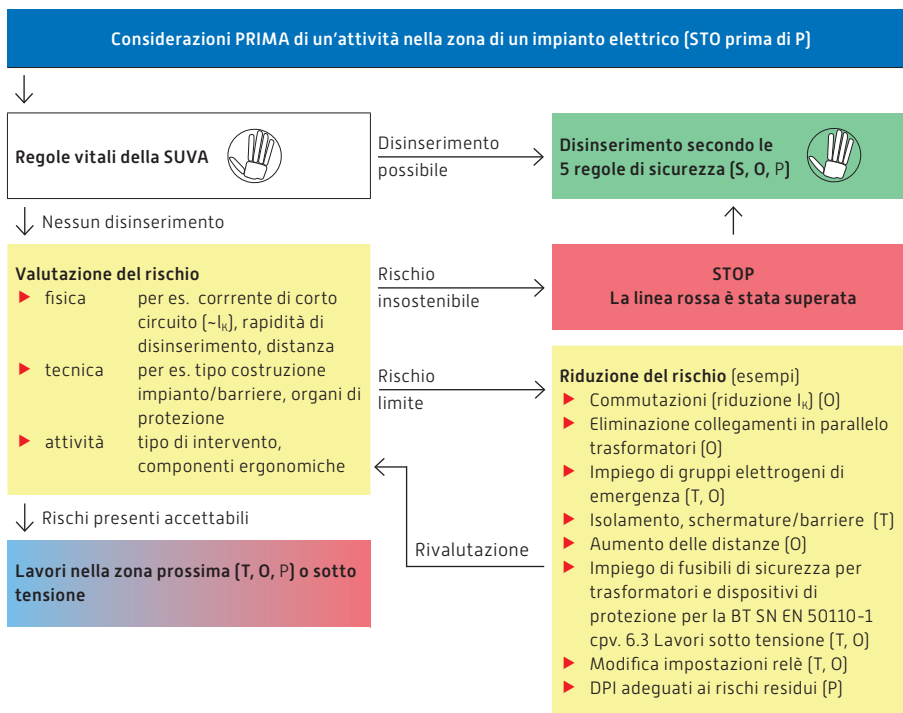 Considerazioni PRIMA di un'attività nella zona di un impianto elettrico (STO prima di P)
Regole vitali della SUVA
Disinserimento
possibile
Disinserimento secondo le
5 regole di sicurezza (S, O, P)
Nessun disinserimento
Valutazione del rischio
fisica per es. corrrente di corto
circuito (~IK), rapidità di
disinserimento, distanza
tecnica per es. tipo costruzione
impianto/barriere, organi di
protezione
attività tipo di intervento,
componenti ergonomiche
Rischio
insostenibile
STOP
La linea rossa è stata superata
Rischio
limite
Riduzione del rischio (esempi)
Commutazioni (riduzione IK) (O)
Eliminazione collegamenti in parallelo
trasformatori (O)
Impiego di gruppi elettrogeni di
emergenza (T, O)
Isolamento, schermature/barriere (T)
Aumento delle distanze (O)
Impiego di fusibili di sicurezza per
trasformatori e dispositivi di
protezione per la BT SN EN 50110-1
cpv. 6.3 Lavori sotto tensione (T, O)
Modifica impostazioni relè (T, O)
DPI adeguati ai rischi residui (P)
Rivalutazione
Rischi presenti accettabili
Lavori nella zona prossima (T, O, P) o sotto
tensione